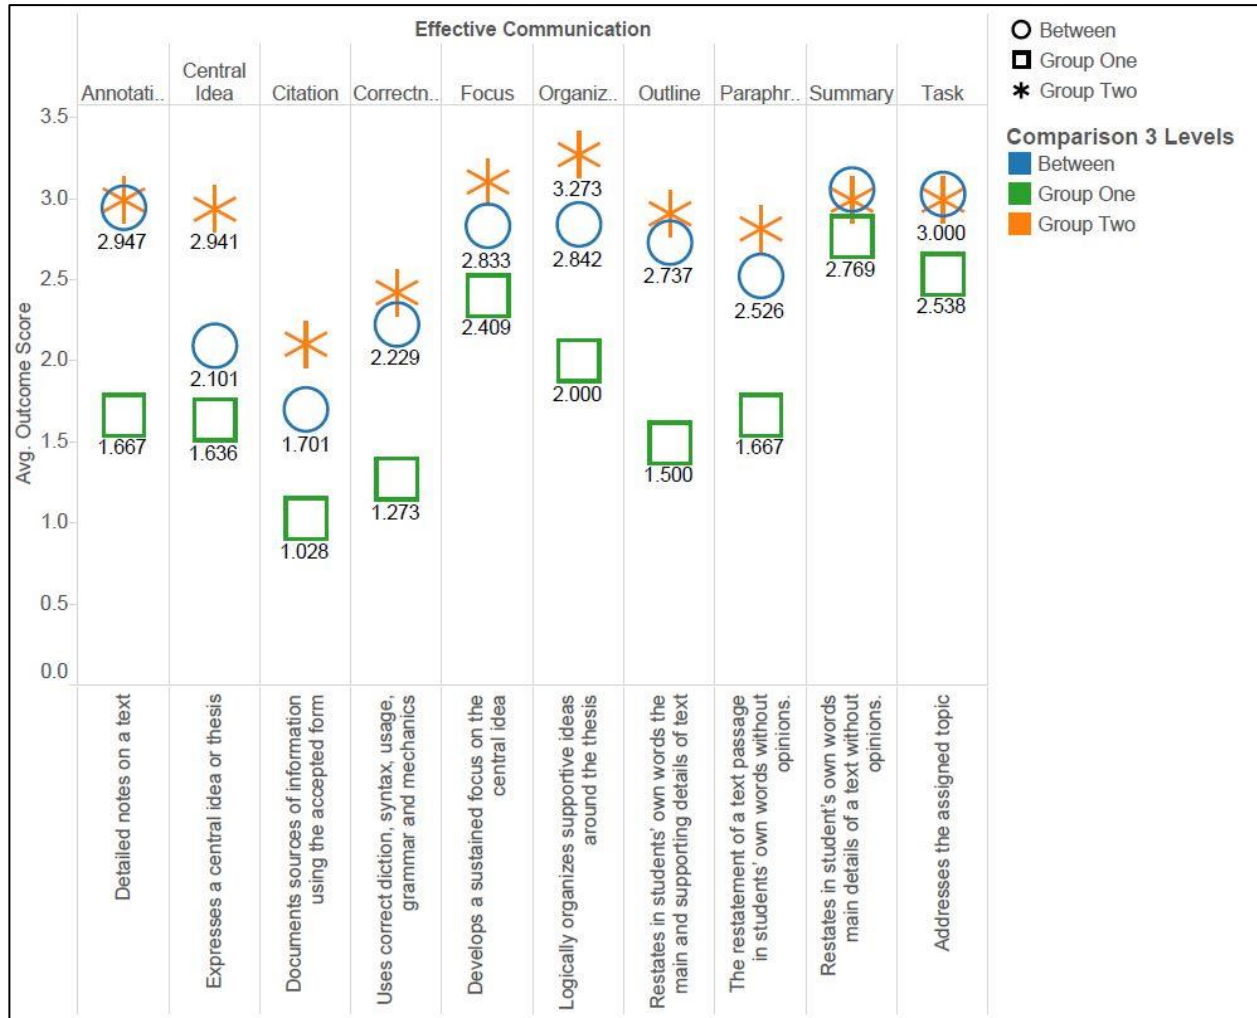 Effective Communication
Annotati..
Central
Idea
Citation
Correctn..
Focus
Organiz..
Outline
Paraphr..
Summary
Task
Between
Group One
Group Two
Comparison 3 Levels
Between
Group One
Group Two
Avg. Outcome Score
3.5
3.0
2.5
2.0
1.5
1.0
0.5
0.0
2.947
1.667
2.941
2.101
1.636
1.701
1.028
2.229
1.273
2.833
2.409
3.273
2.842
2.000
2.737
1.500
2.526
1.667
2.769
3.000
2.538
Detailed notes on a text
Expresses a central idea or thesis
Documents sources of information
using the accepted form
Uses correct diction, syntax, usage,
grammar and mechanics
Develops a sustained focus on the
central idea
Logically organizes supportive ideas
around the thesis
Restates in students’ own words the
main and supporting details of text
The restatement of a text passage
in students’ own words without
opinions.
Restates in student’s own words
main details of a text without
opinions.
Addresses the assigned topic